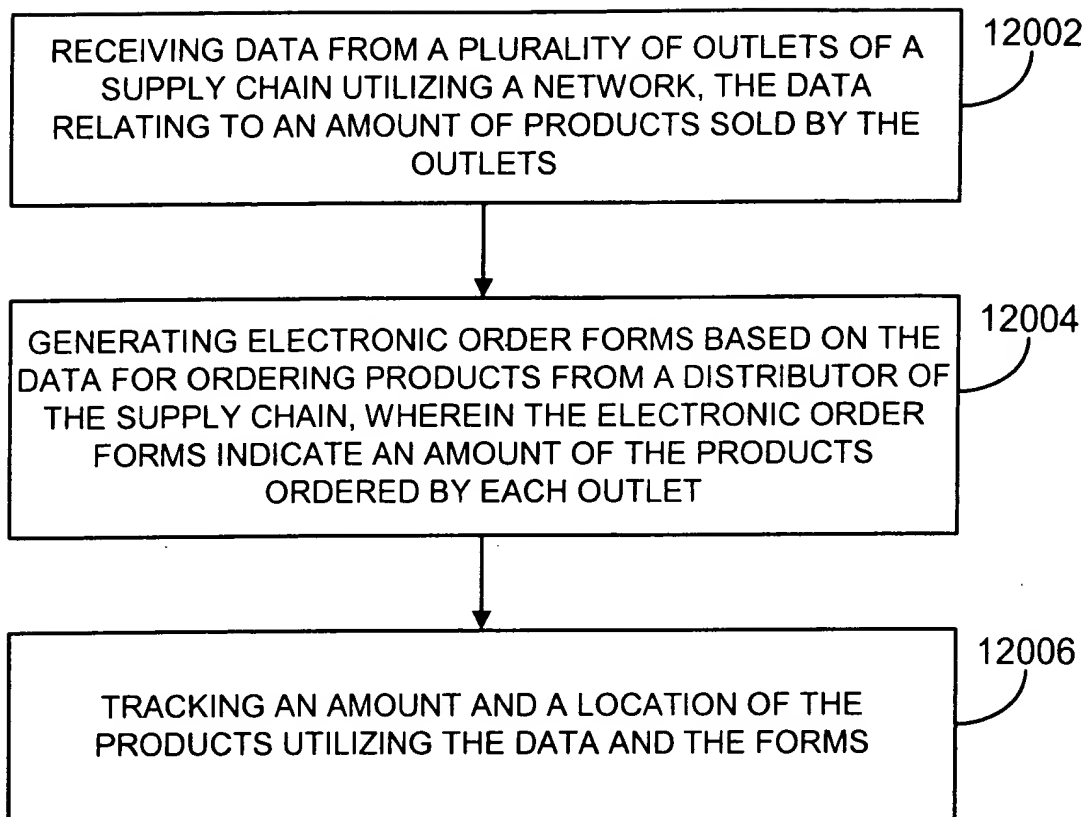 RECEIVING DATA FROM A PLURALITY OF OUTLETS OF A
SUPPLY CHAIN UTILIZING A NETWORK, THE DATA
RELATING TO AN AMOUNT OF PRODUCTS SOLD BY THE
OUTLETS
12002
GENERATING ELECTRONIC ORDER FORMS BASED ON THE
DATA FOR ORDERING PRODUCTS FROM A DISTRIBUTOR OF
THE SUPPLY CHAIN, WHEREIN THE ELECTRONIC ORDER
FORMS INDICATE AN AMOUNT OF THE PRODUCTS
ORDERED BY EACH OUTLET
12004
TRACKING AN AMOUNT AND A LOCATION OF THE
PRODUCTS UTILIZING THE DATA AND THE FORMS
12006